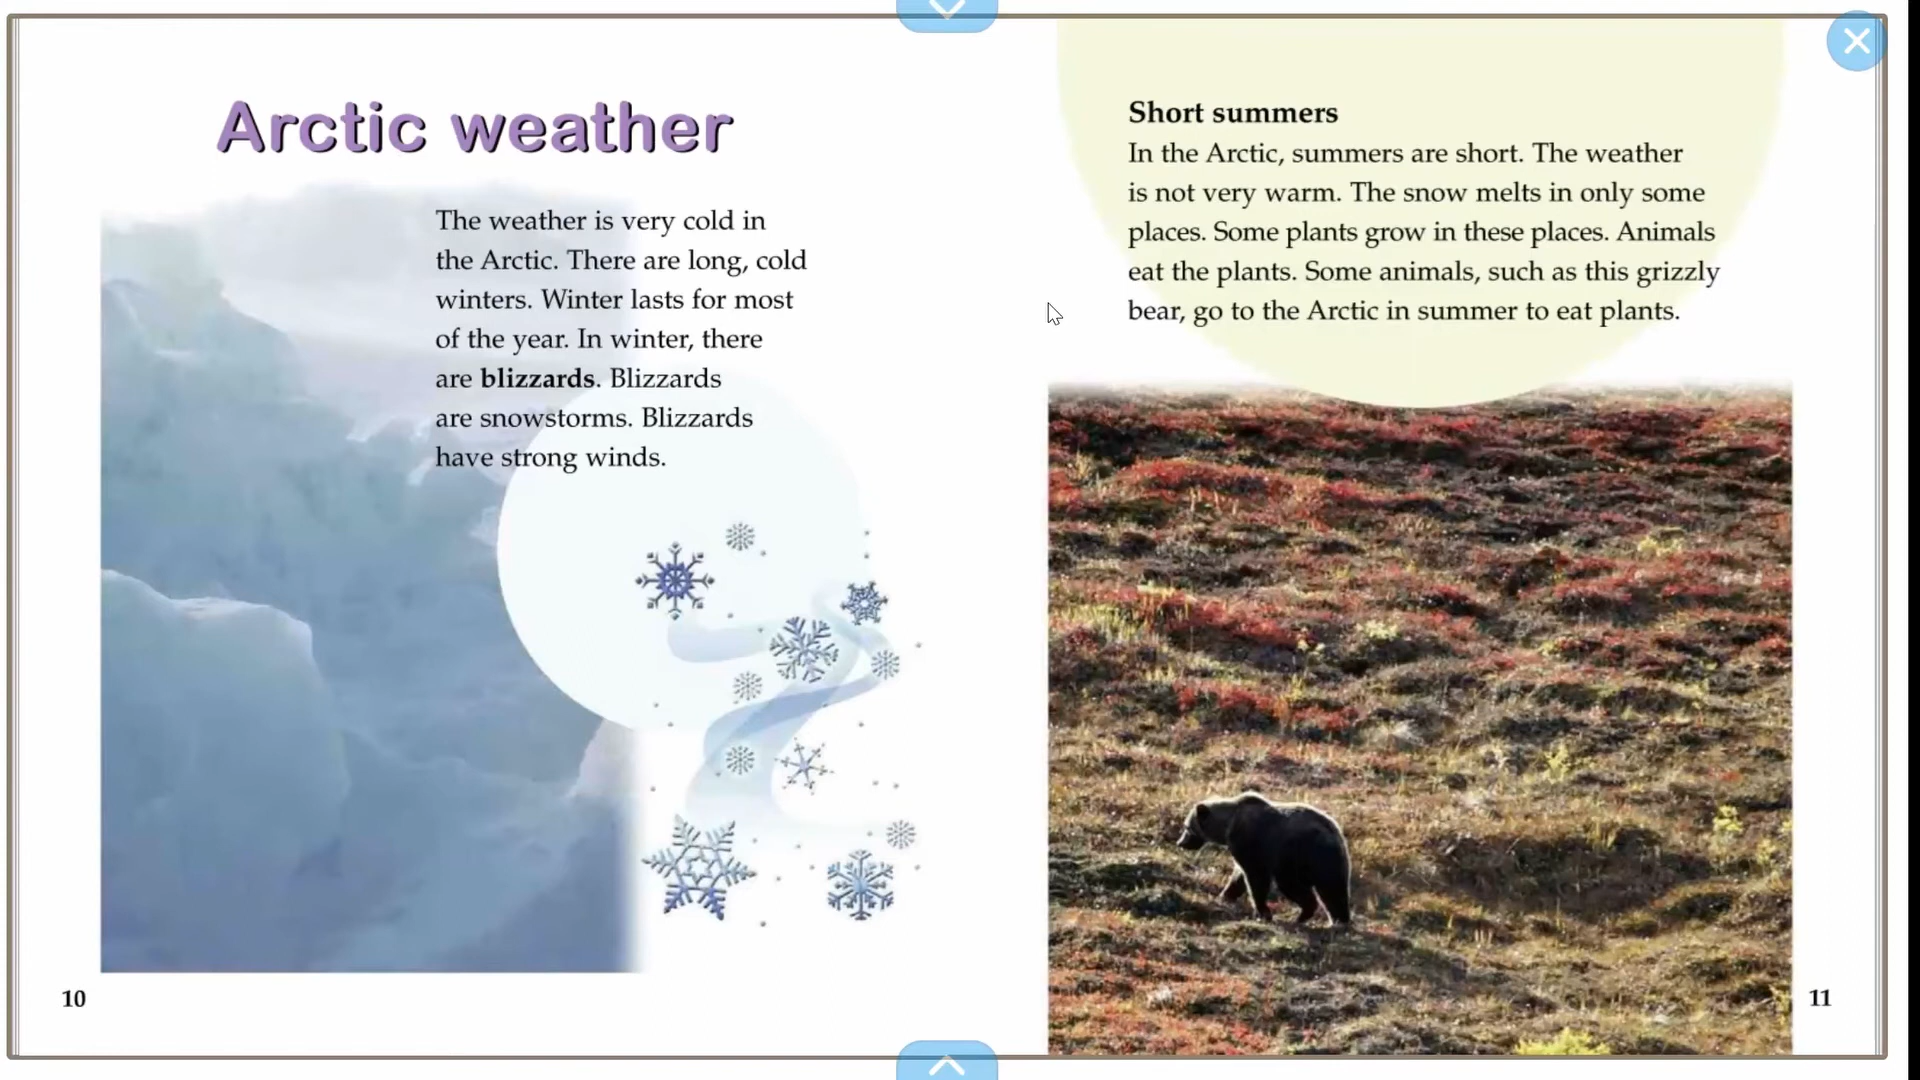 Arctic weather
The weather is very cold in
the Arctic. There are long, cold
winters. Winter lasts for most
of the year. In winter, there
are blizzards. Blizzards
are snowstorms. Blizzards
have strong winds.
10
Short summers
In the Arctic, summers are short. The weather
is not very warm. The snow melts in only some
places. Some plants grow in these places. Animals
eat the plants. Some animals, such as this grizzly
bear, go to the Arctic in summer to eat plants.
11